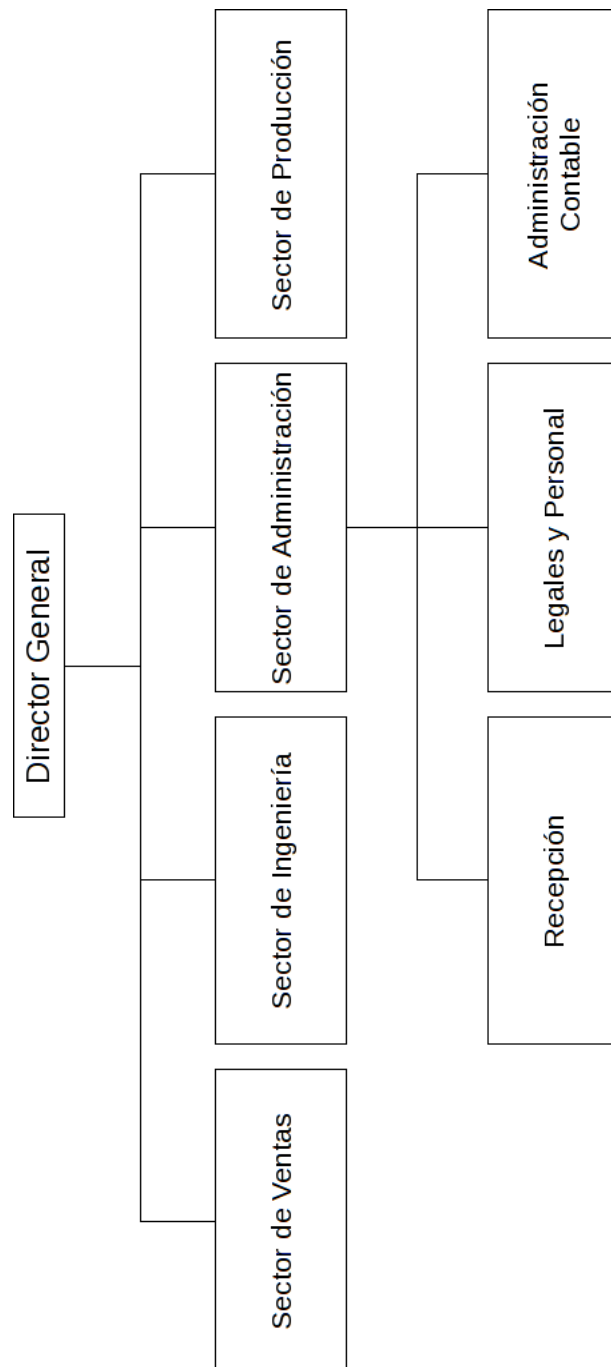 Director General
Sector de Ventas
Sector de Ingeniería
Sector de Administración
Sector de Producción
Recepción
Legales y Personal
Administración
Contable